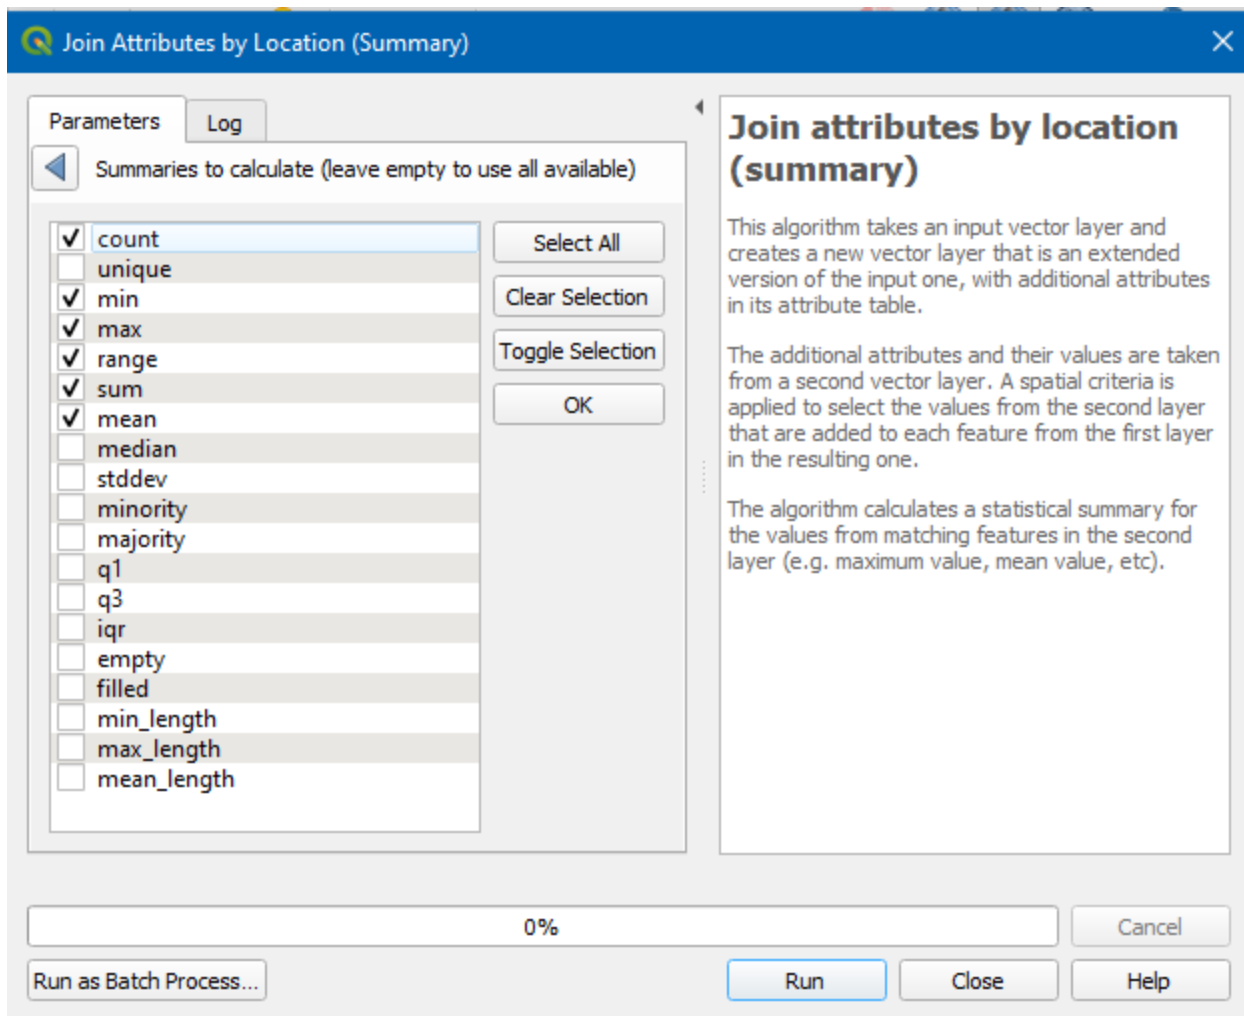 Join Attributes by Location (Summary)
Parameters
Log
Summaries to calculate (leave empty to use all available)
count
unique
min
max
range
sum
mean
median
stddev
minority
majority
q1
q3
iqr
empty
filled
min_length
max_length
mean_length
Select All
Clear Selection
Toggle Selection
OK
Join attributes by location
(summary)
This algorithm takes an input vector layer and
creates a new vector layer that is an extended
version of the input one, with additional attributes
in its attribute table.
The additional attributes and their values are taken
from a second vector layer. A spatial criteria is
applied to select the values from the second layer
that are added to each feature from the first layer
in the resulting one.
The algorithm calculates a statistical summary for
the values from matching features in the second
layer (e.g. maximum value, mean value, etc).
0%
Cancel
Run as Batch Process...
Run
Close
Help